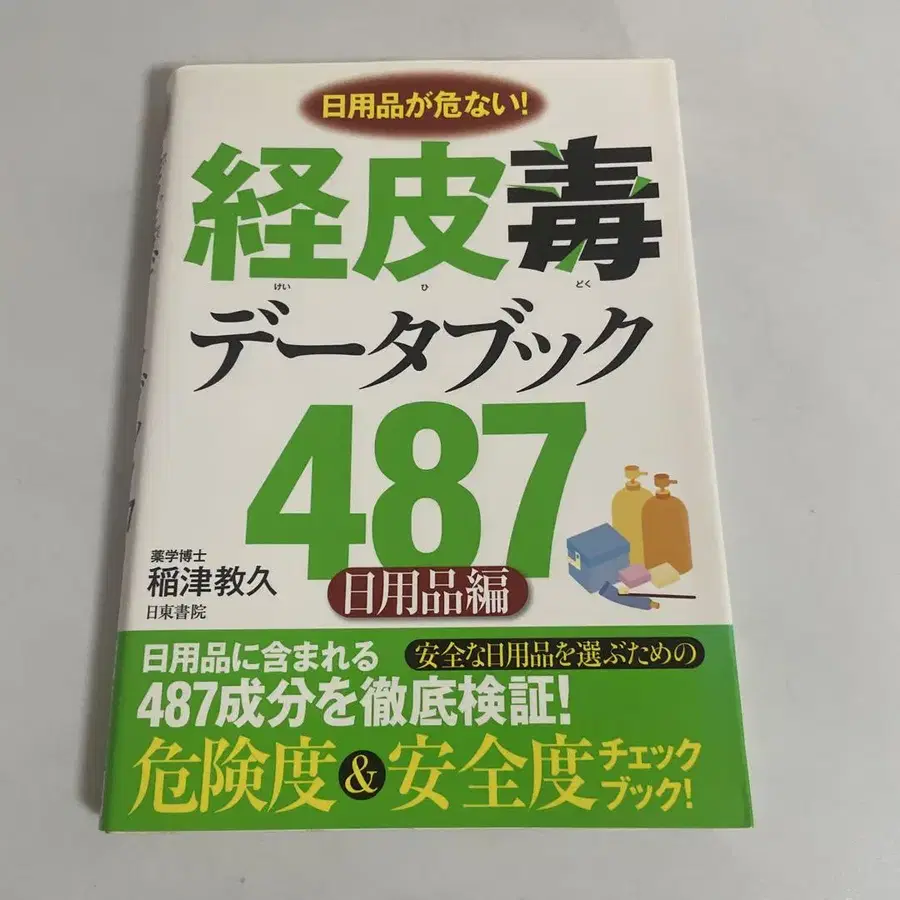 日用品が危ない!
経皮毒
けい ひ どく
データブック
487
日用品編
薬学博士
稲津教久
日東書院
日用品に含まれる
487成分を徹底検証!
安全な日用品を選ぶための
危険度&安全度チェックブック!